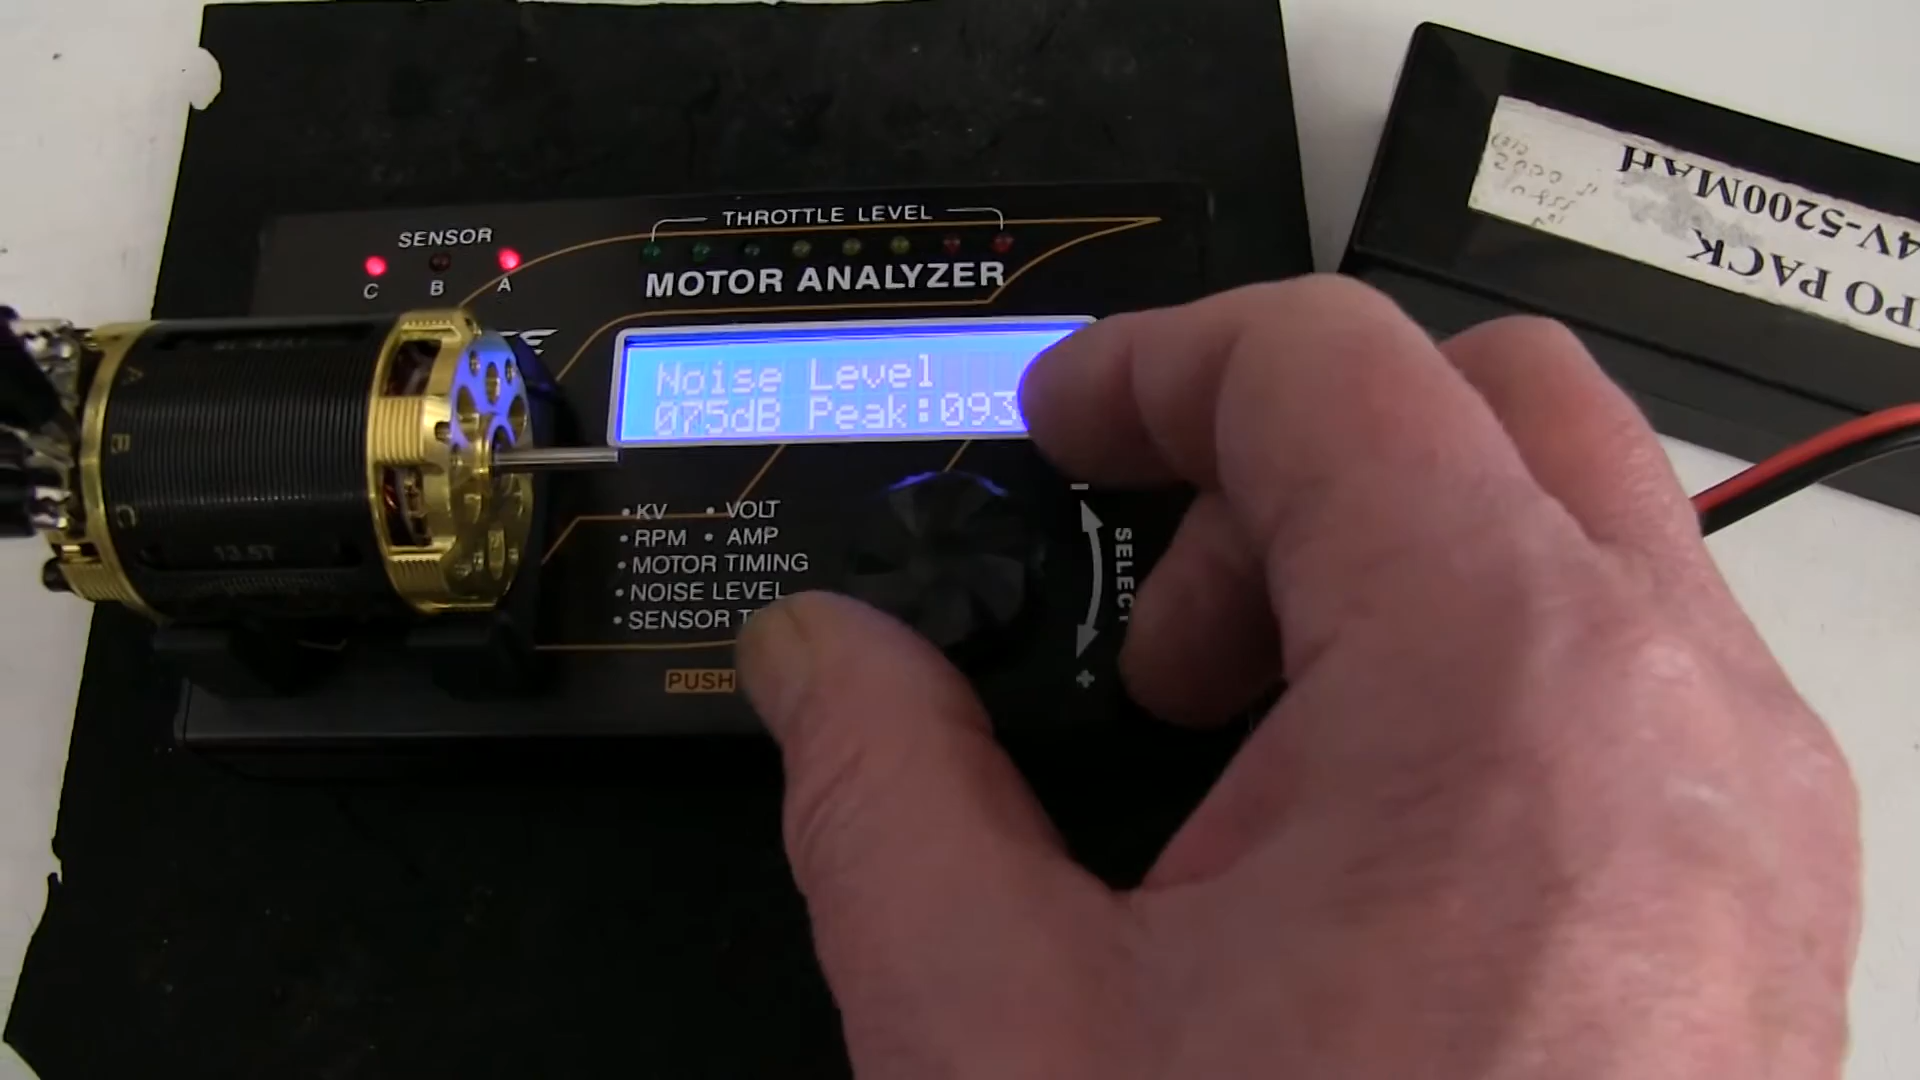 THROTTLE LEVEL
SENSOR
C B A
MOTOR ANALYZER
Noise Level
075dB Peak:093
• KV • VOLT
• RPM • AMP
• MOTOR TIMING
• NOISE LEVEL
• SENSOR
PUSH
−
SELECT
+
A
B
C
13.5T
4V-5200MAH
PO PACK